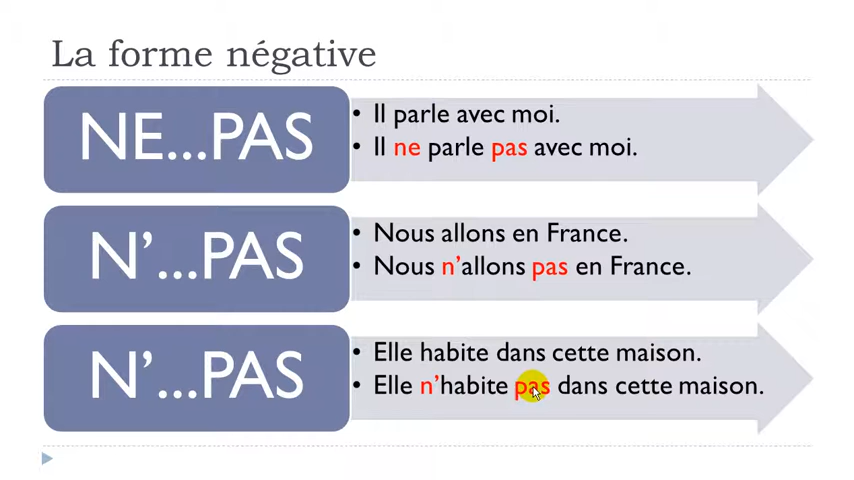 La forme négative
NE...PAS
• Il parle avec moi.
• Il ne parle pas avec moi.
N’...PAS
• Nous allons en France.
• Nous n’allons pas en France.
N’...PAS
• Elle habite dans cette maison.
• Elle n’habite pas dans cette maison.